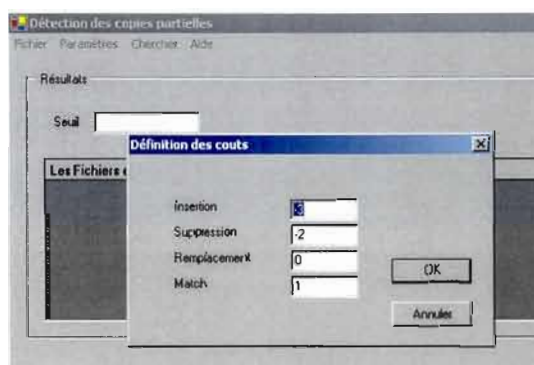 Détection des copies partielles
Fichier Paramètres Chercher Aide
Résultats
Seuil
Définition des couts
Les Fichiers
Insertion -3
Suppression -2
Remplacement 0
Match 1
OK
Annuler